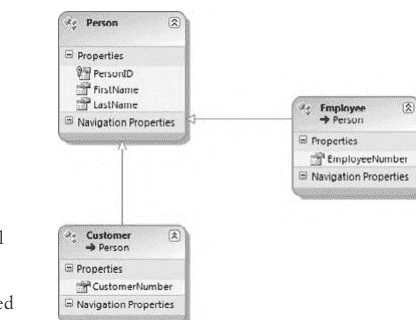 Person
Properties
PersonID
FirstName
LastName
Navigation Properties
Employee
Person
Properties
EmployeeNumber
Navigation Properties
l
Customer
Person
Properties
CustomerNumber
ed
Navigation Properties